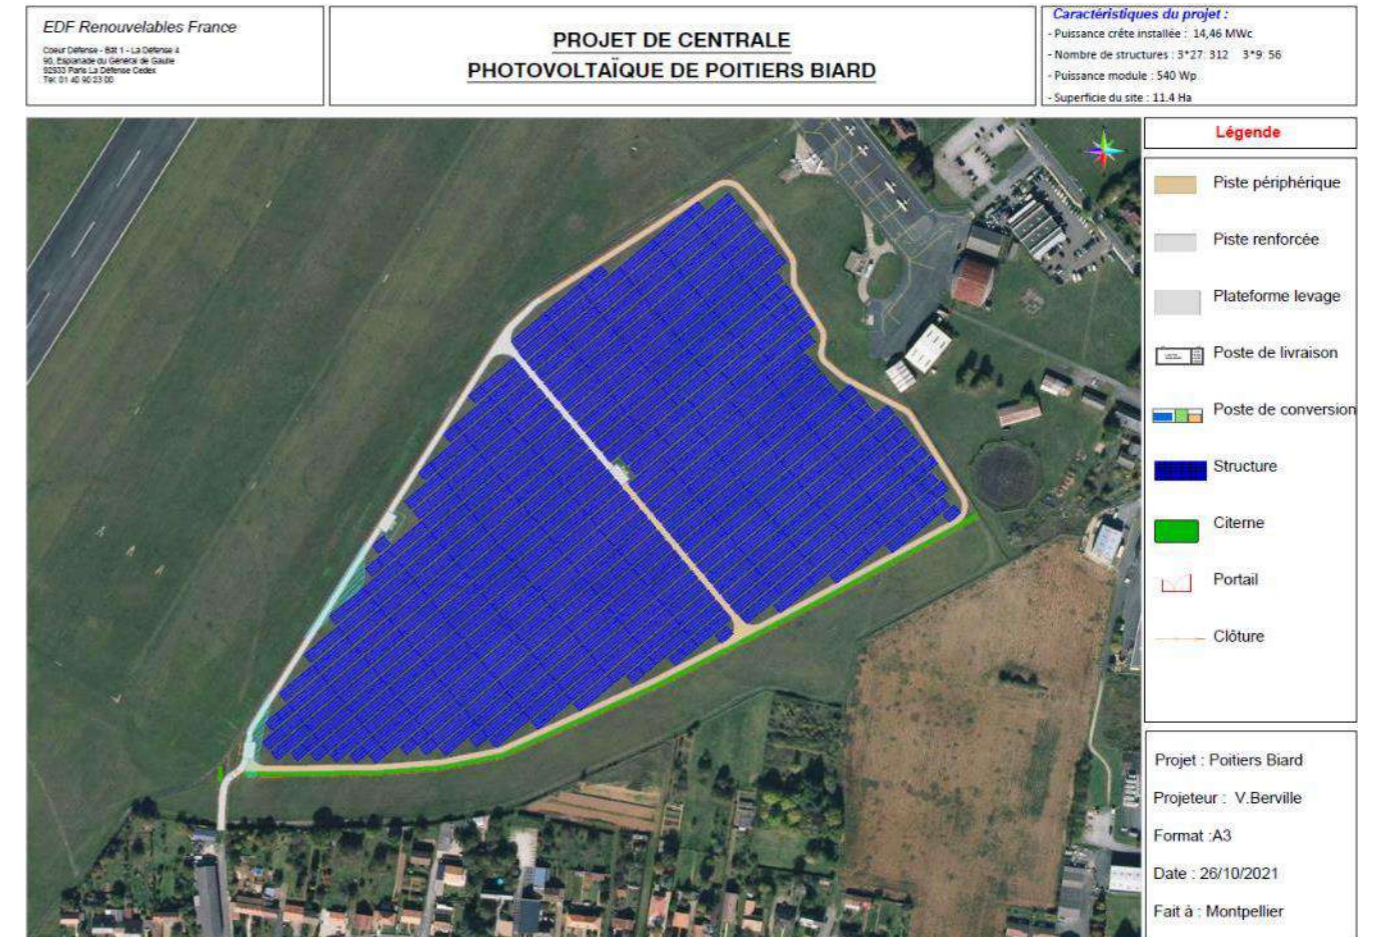 EDF Renouvelables France
Coeur Défense - Bât 1 - La Défense 4
90, Esplanade du Général de Gaulle
92933 Paris La Défense Cedex
Tel: 01 40 90 23 00
PROJET DE CENTRALE
PHOTOVOLTAÏQUE DE POITIERS BIARD
Caractéristiques du projet :
- Puissance crête installée : 14,46 MWc
- Nombre de structures : 3*27: 312 3*9: 56
- Puissance module : 540 Wp
- Superficie du site : 11.4 Ha
Légende
Piste périphérique
Piste renforcée
Plateforme levage
Poste de livraison
Poste de conversion
Structure
Citerne
Portail
Clôture
Projet : Poitiers Biard
Projeteur : V.Berville
Format :A3
Date : 26/10/2021
Fait à : Montpellier